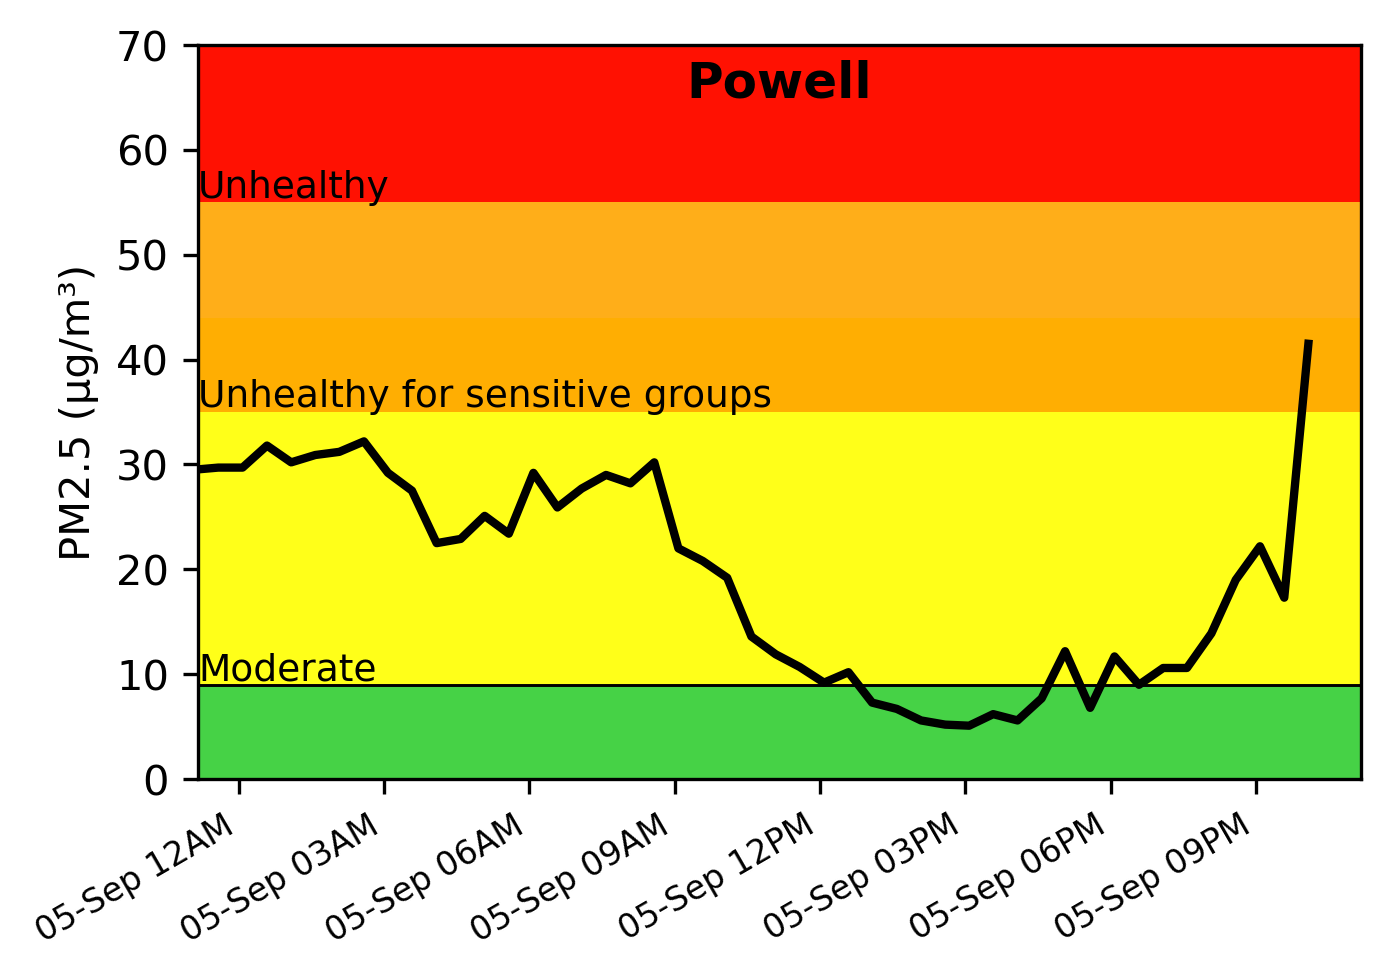 Powell
70
60
50
40
30
20
10
0
PM2.5 (µg/m³)
Unhealthy
Unhealthy for sensitive groups
Moderate
05-Sep 12AM
05-Sep 03AM
05-Sep 06AM
05-Sep 09AM
05-Sep 12PM
05-Sep 03PM
05-Sep 06PM
05-Sep 09PM